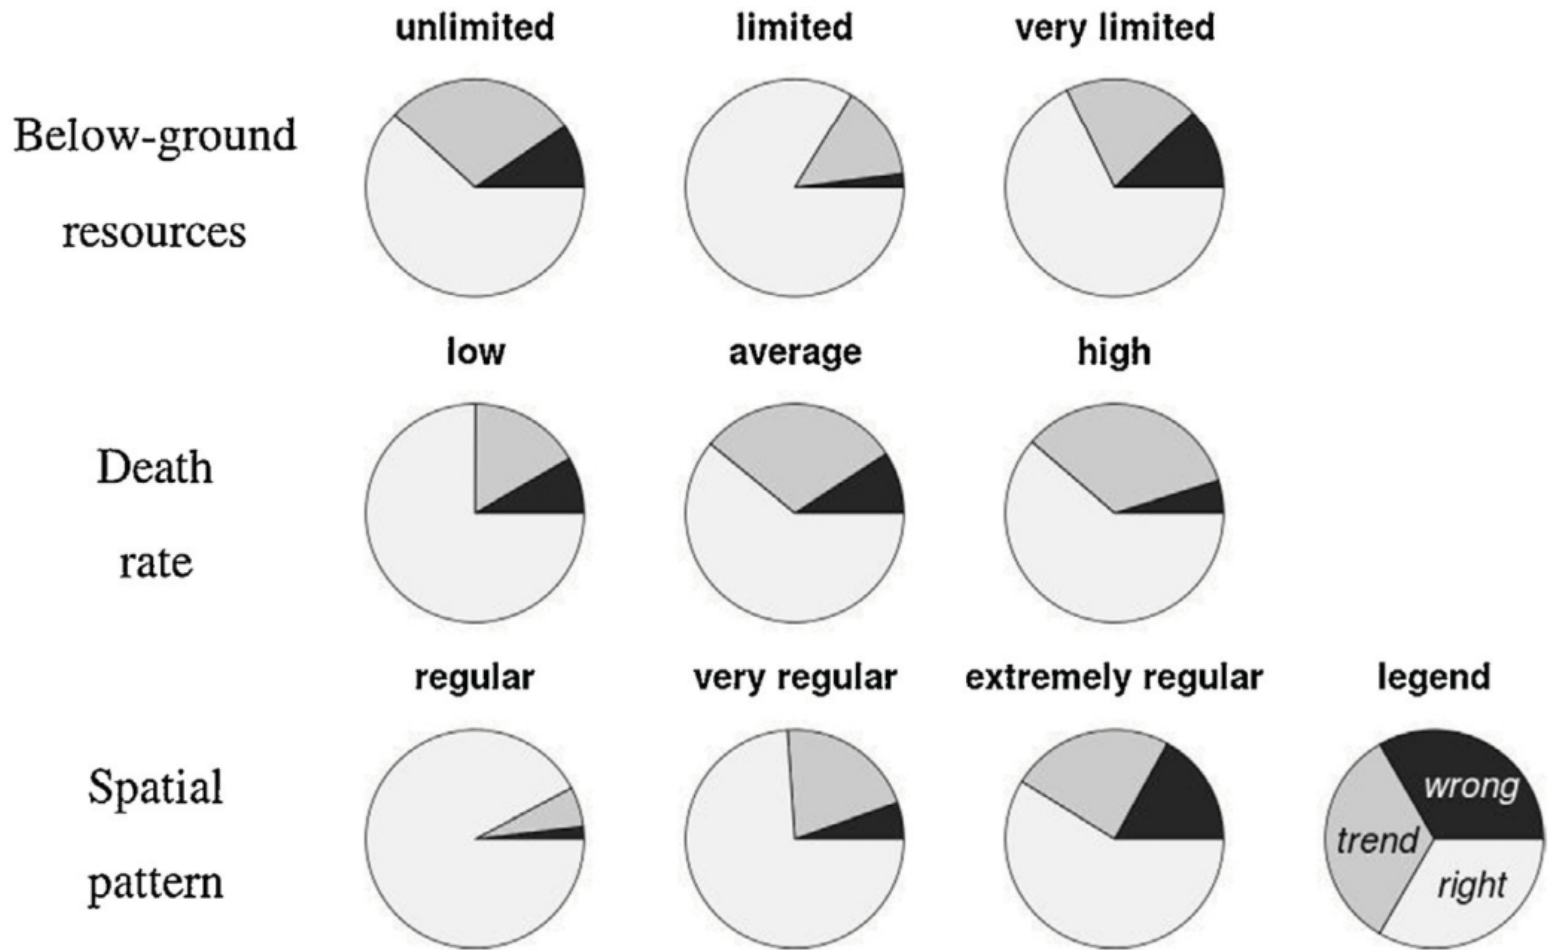 unlimited limited very limited
Below-ground
resources
low average high
Death
rate
regular very regular extremely regular legend
Spatial
pattern
wrong
trend
right